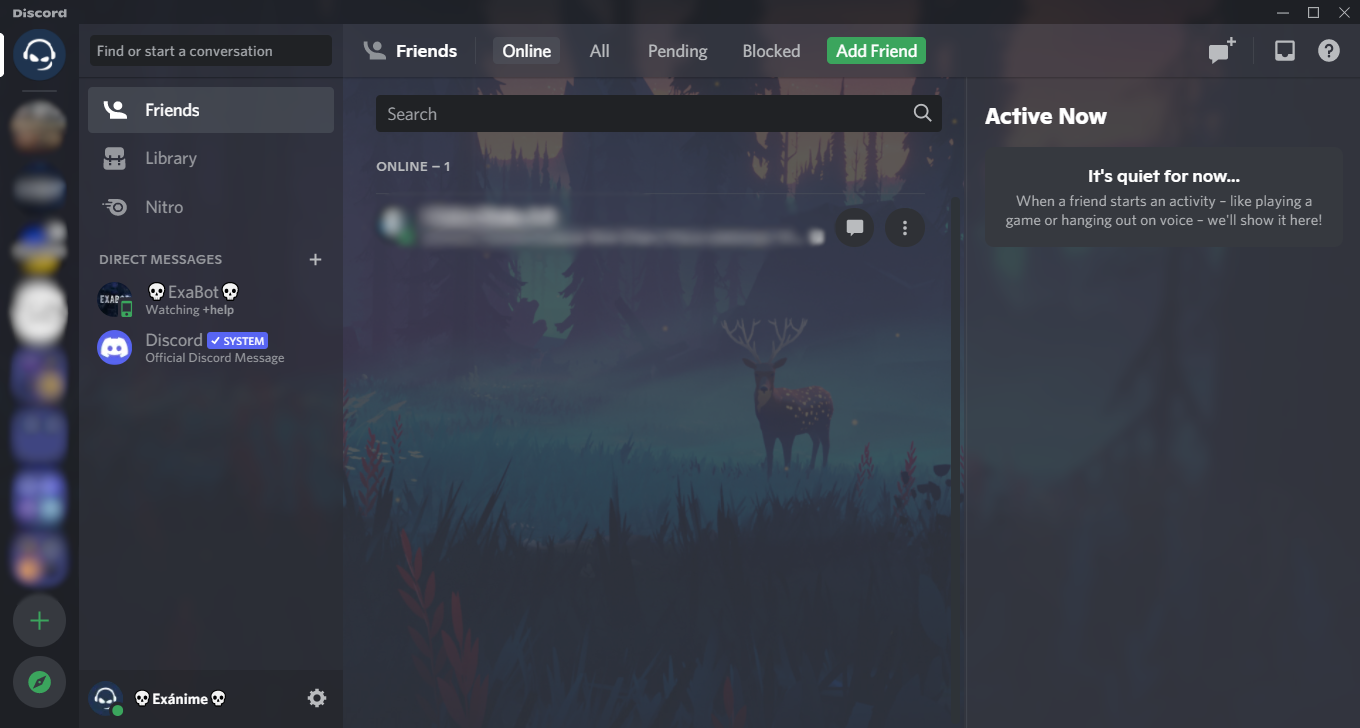 Discord
Find or start a conversation
Friends
Online
All
Pending
Blocked
Add Friend
Friends
Library
Nitro
DIRECT MESSAGES
💀ExaBot💀
Watching +help
Discord ✓ SYSTEM
Official Discord Message
💀Exánime💀
Search
ONLINE – 1
Active Now
It's quiet for now...
When a friend starts an activity – like playing a
game or hanging out on voice – we'll show it here!